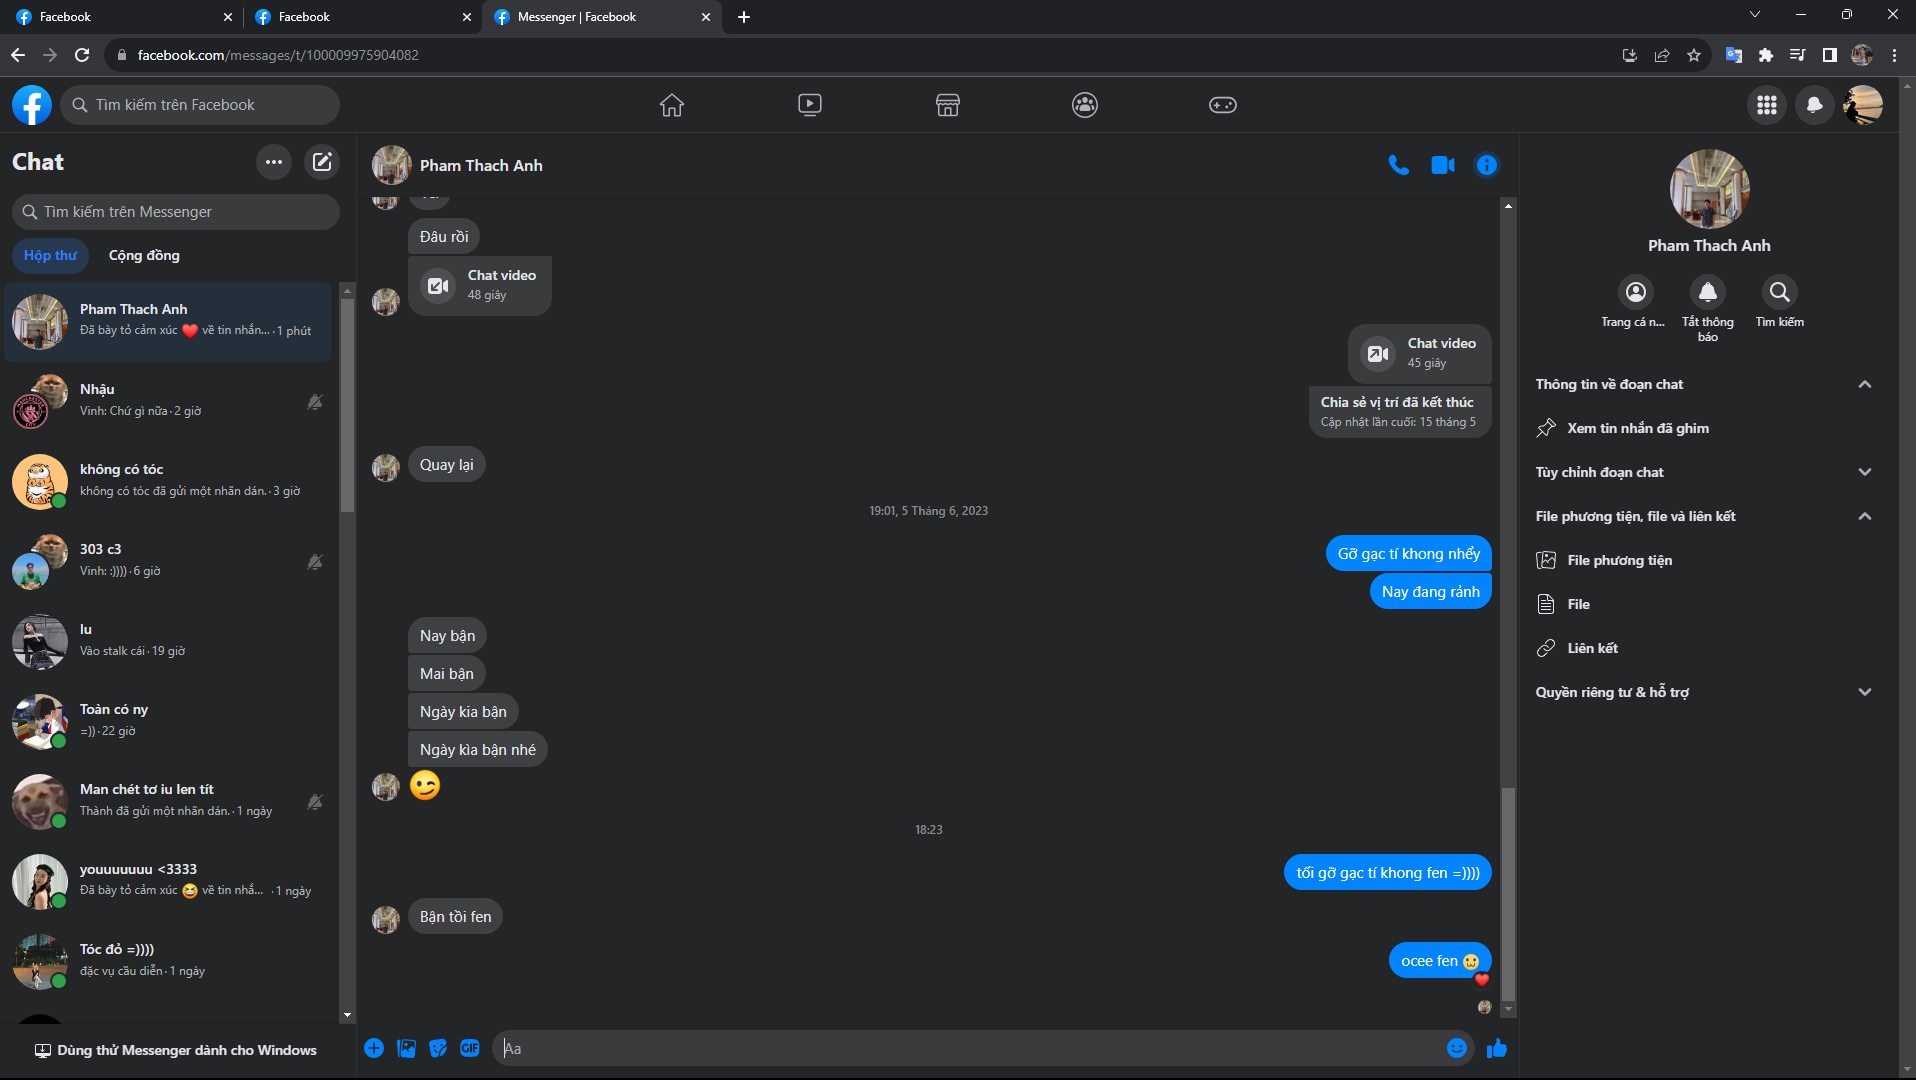 Facebook
Facebook
Messenger | Facebook
facebook.com/messages/t/100009975904082
Tìm kiếm trên Facebook
Chat
Tìm kiếm trên Messenger
Hộp thư
Cộng đồng
Pham Thach Anh
Đã bày tỏ cảm xúc ❤️ về tin nhắn... · 1 phút
Nhậu
Vinh: Chứ gì nữa · 2 giờ
không có tóc
không có tóc đã gửi một nhãn dán. · 3 giờ
303 c3
Vinh: :)))) · 6 giờ
lu
Vào stalk cái · 19 giờ
Toàn có ny
=)) · 22 giờ
Man chét tơ iu len tít
Thành đã gửi một nhãn dán. · 1 ngày
youuuuuuu <3333
Đã bày tỏ cảm xúc 😆 về tin nhắ... · 1 ngày
Tóc đỏ =))))
đặc vụ cầu diễn · 1 ngày
Dùng thử Messenger dành cho Windows
Pham Thach Anh
Đâu rồi
Chat video
48 giây
Chat video
45 giây
Chia sẻ vị trí đã kết thúc
Cập nhật lần cuối: 15 tháng 5
Quay lại
19:01, 5 Tháng 6, 2023
Gỡ gạc tí khong nhểy
Nay đang rảnh
Nay bận
Mai bận
Ngày kia bận
Ngày kìa bận nhé
😉
18:23
tối gỡ gạc tí khong fen =))))
Bận tồi fen
ocee fen 🥲
❤️
GIF
Aa
Pham Thach Anh
Trang cá n...
Tắt thông
báo
Tìm kiếm
Thông tin về đoạn chat
Xem tin nhắn đã ghim
Tùy chỉnh đoạn chat
File phương tiện, file và liên kết
File phương tiện
File
Liên kết
Quyền riêng tư & hỗ trợ